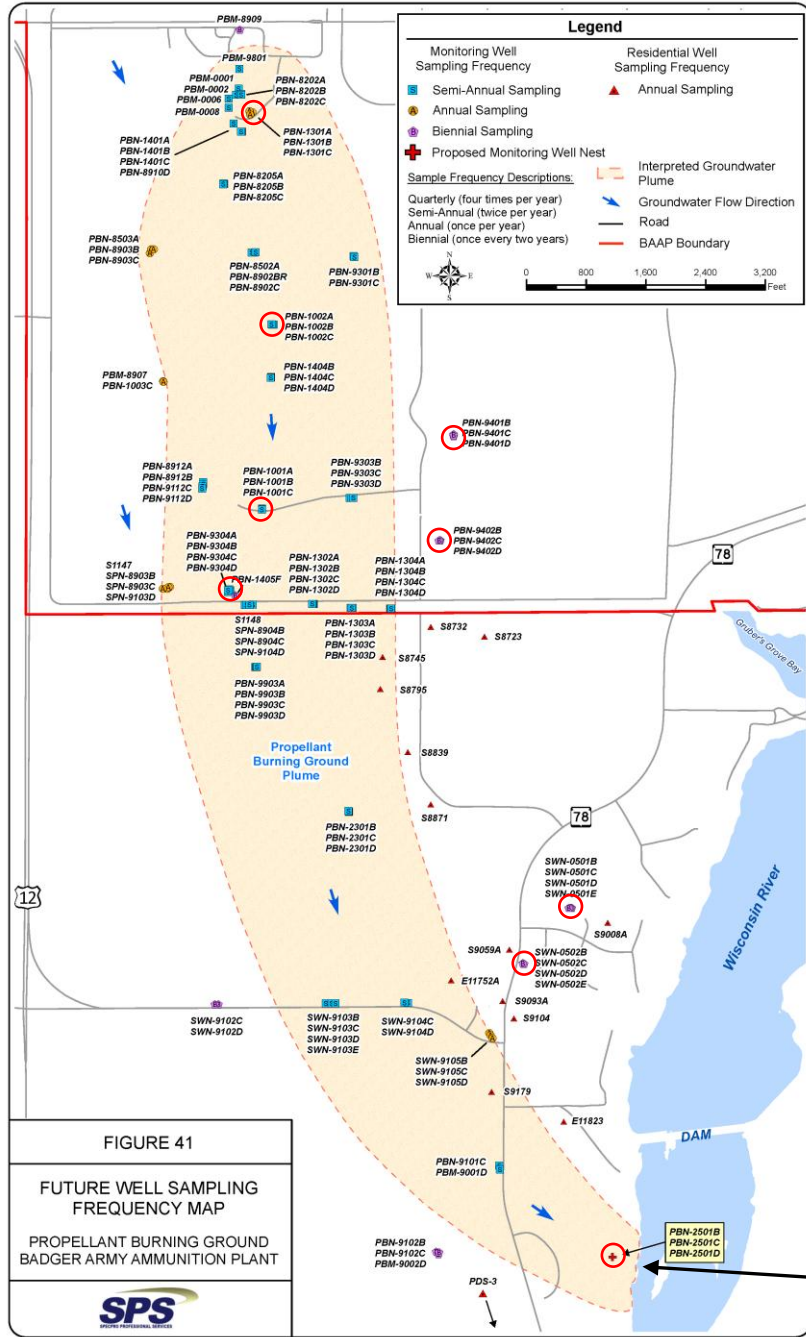 PBM-8909
Legend
Monitoring Well
Sampling Frequency
Residential Well
Sampling Frequency
S Semi-Annual Sampling
Annual Sampling
A Annual Sampling
B Biennial Sampling
Proposed Monitoring Well Nest
Sample Frequency Descriptions:
Quarterly (four times per year)
Semi-Annual (twice per year)
Annual (once per year)
Biennial (once every two years)
Interpreted Groundwater
Plume
Groundwater Flow Direction
Road
BAAP Boundary
N
W E
S
0 800 1,600 2,400 3,200
Feet
PBM-9801
PBM-0001
PBM-0002
PBM-0006
PBM-0008
PBN-8202A
PBN-8202B
PBN-8202C
PBN-1301A
PBN-1301B
PBN-1301C
PBN-1401A
PBN-1401B
PBN-1401C
PBN-8910D
PBN-8205A
PBN-8205B
PBN-8205C
PBN-8503A
PBN-8903B
PBN-8903C
PBN-8502A
PBN-8902BR
PBN-8902C
PBN-9301B
PBN-9301C
PBN-1002A
PBN-1002B
PBN-1002C
PBM-8907
PBN-1003C
PBN-1404B
PBN-1404C
PBN-1404D
PBN-9401B
PBN-9401C
PBN-9401D
PBN-8912A
PBN-8912B
PBN-9112C
PBN-9112D
PBN-1001A
PBN-1001B
PBN-1001C
PBN-9303B
PBN-9303C
PBN-9303D
PBN-9402B
PBN-9402C
PBN-9402D
S1147
SPN-8903B
SPN-8903C
SPN-9103D
PBN-9304A
PBN-9304B
PBN-9304C
PBN-9304D
PBN-1405F
PBN-1302A
PBN-1302B
PBN-1302C
PBN-1302D
PBN-1304A
PBN-1304B
PBN-1304C
PBN-1304D
78
S1148
SPN-8904B
SPN-8904C
SPN-9104D
PBN-1303A
PBN-1303B
PBN-1303C
PBN-1303D
S8732
S8723
Gruber's Grove Bay
S8745
PBN-9903A
PBN-9903B
PBN-9903C
PBN-9903D
S8795
Propellant
Burning Ground
Plume
S8839
S8871
78
PBN-2301B
PBN-2301C
PBN-2301D
12
SWN-0501B
SWN-0501C
SWN-0501D
SWN-0501E
S9008A
Wisconsin River
S9059A
SWN-0502B
SWN-0502C
SWN-0502D
SWN-0502E
E11752A
SWN-9102C
SWN-9102D
SWN-9103B
SWN-9103C
SWN-9103D
SWN-9103E
SWN-9104C
SWN-9104D
S9093A
S9104
SWN-9105B
SWN-9105C
SWN-9105D
S9179
E11823
DAM
PBN-9101C
PBM-9001D
PBN-9102B
PBN-9102C
PBM-9002D
PBN-2501B
PBN-2501C
PBN-2501D
PDS-3
FIGURE 41
FUTURE WELL SAMPLING
FREQUENCY MAP
PROPELLANT BURNING GROUND
BADGER ARMY AMMUNITION PLANT
SPS
SPECPRO PROFESSIONAL SERVICES